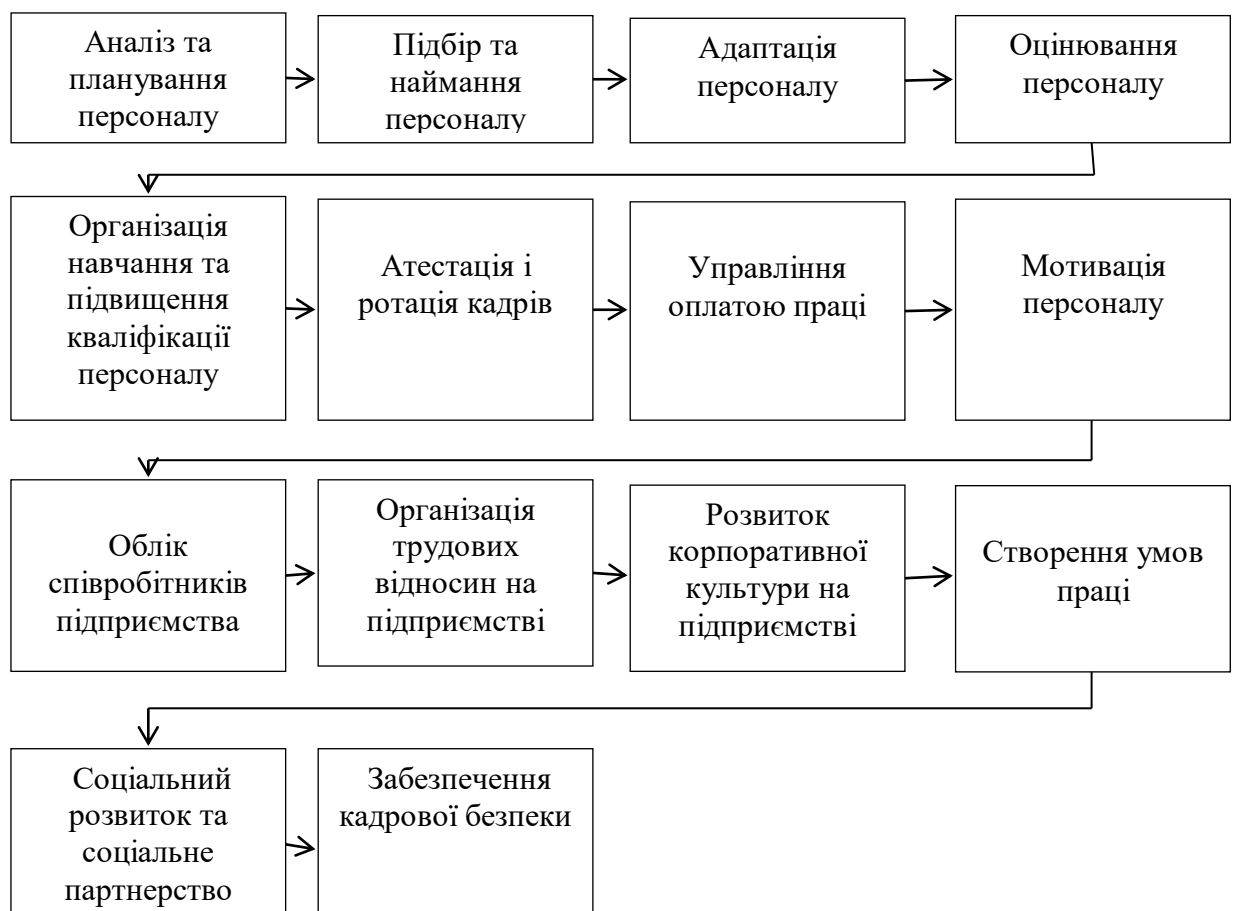 Аналіз та
планування
персоналу
Підбір та
наймання
персоналу
Адаптація
персоналу
Оцінювання
персоналу
Організація
навчання та
підвищення
кваліфікації
персоналу
Атестація і
ротація кадрів
Управління
оплатою праці
Мотивація
персоналу
Облік
співробітників
підприємства
Організація
трудових
відносин на
підприємстві
Розвиток
корпоративної
культури на
підприємстві
Створення умов
праці
Соціальний
розвиток та
соціальне
партнерство
Забезпечення
кадрової безпеки